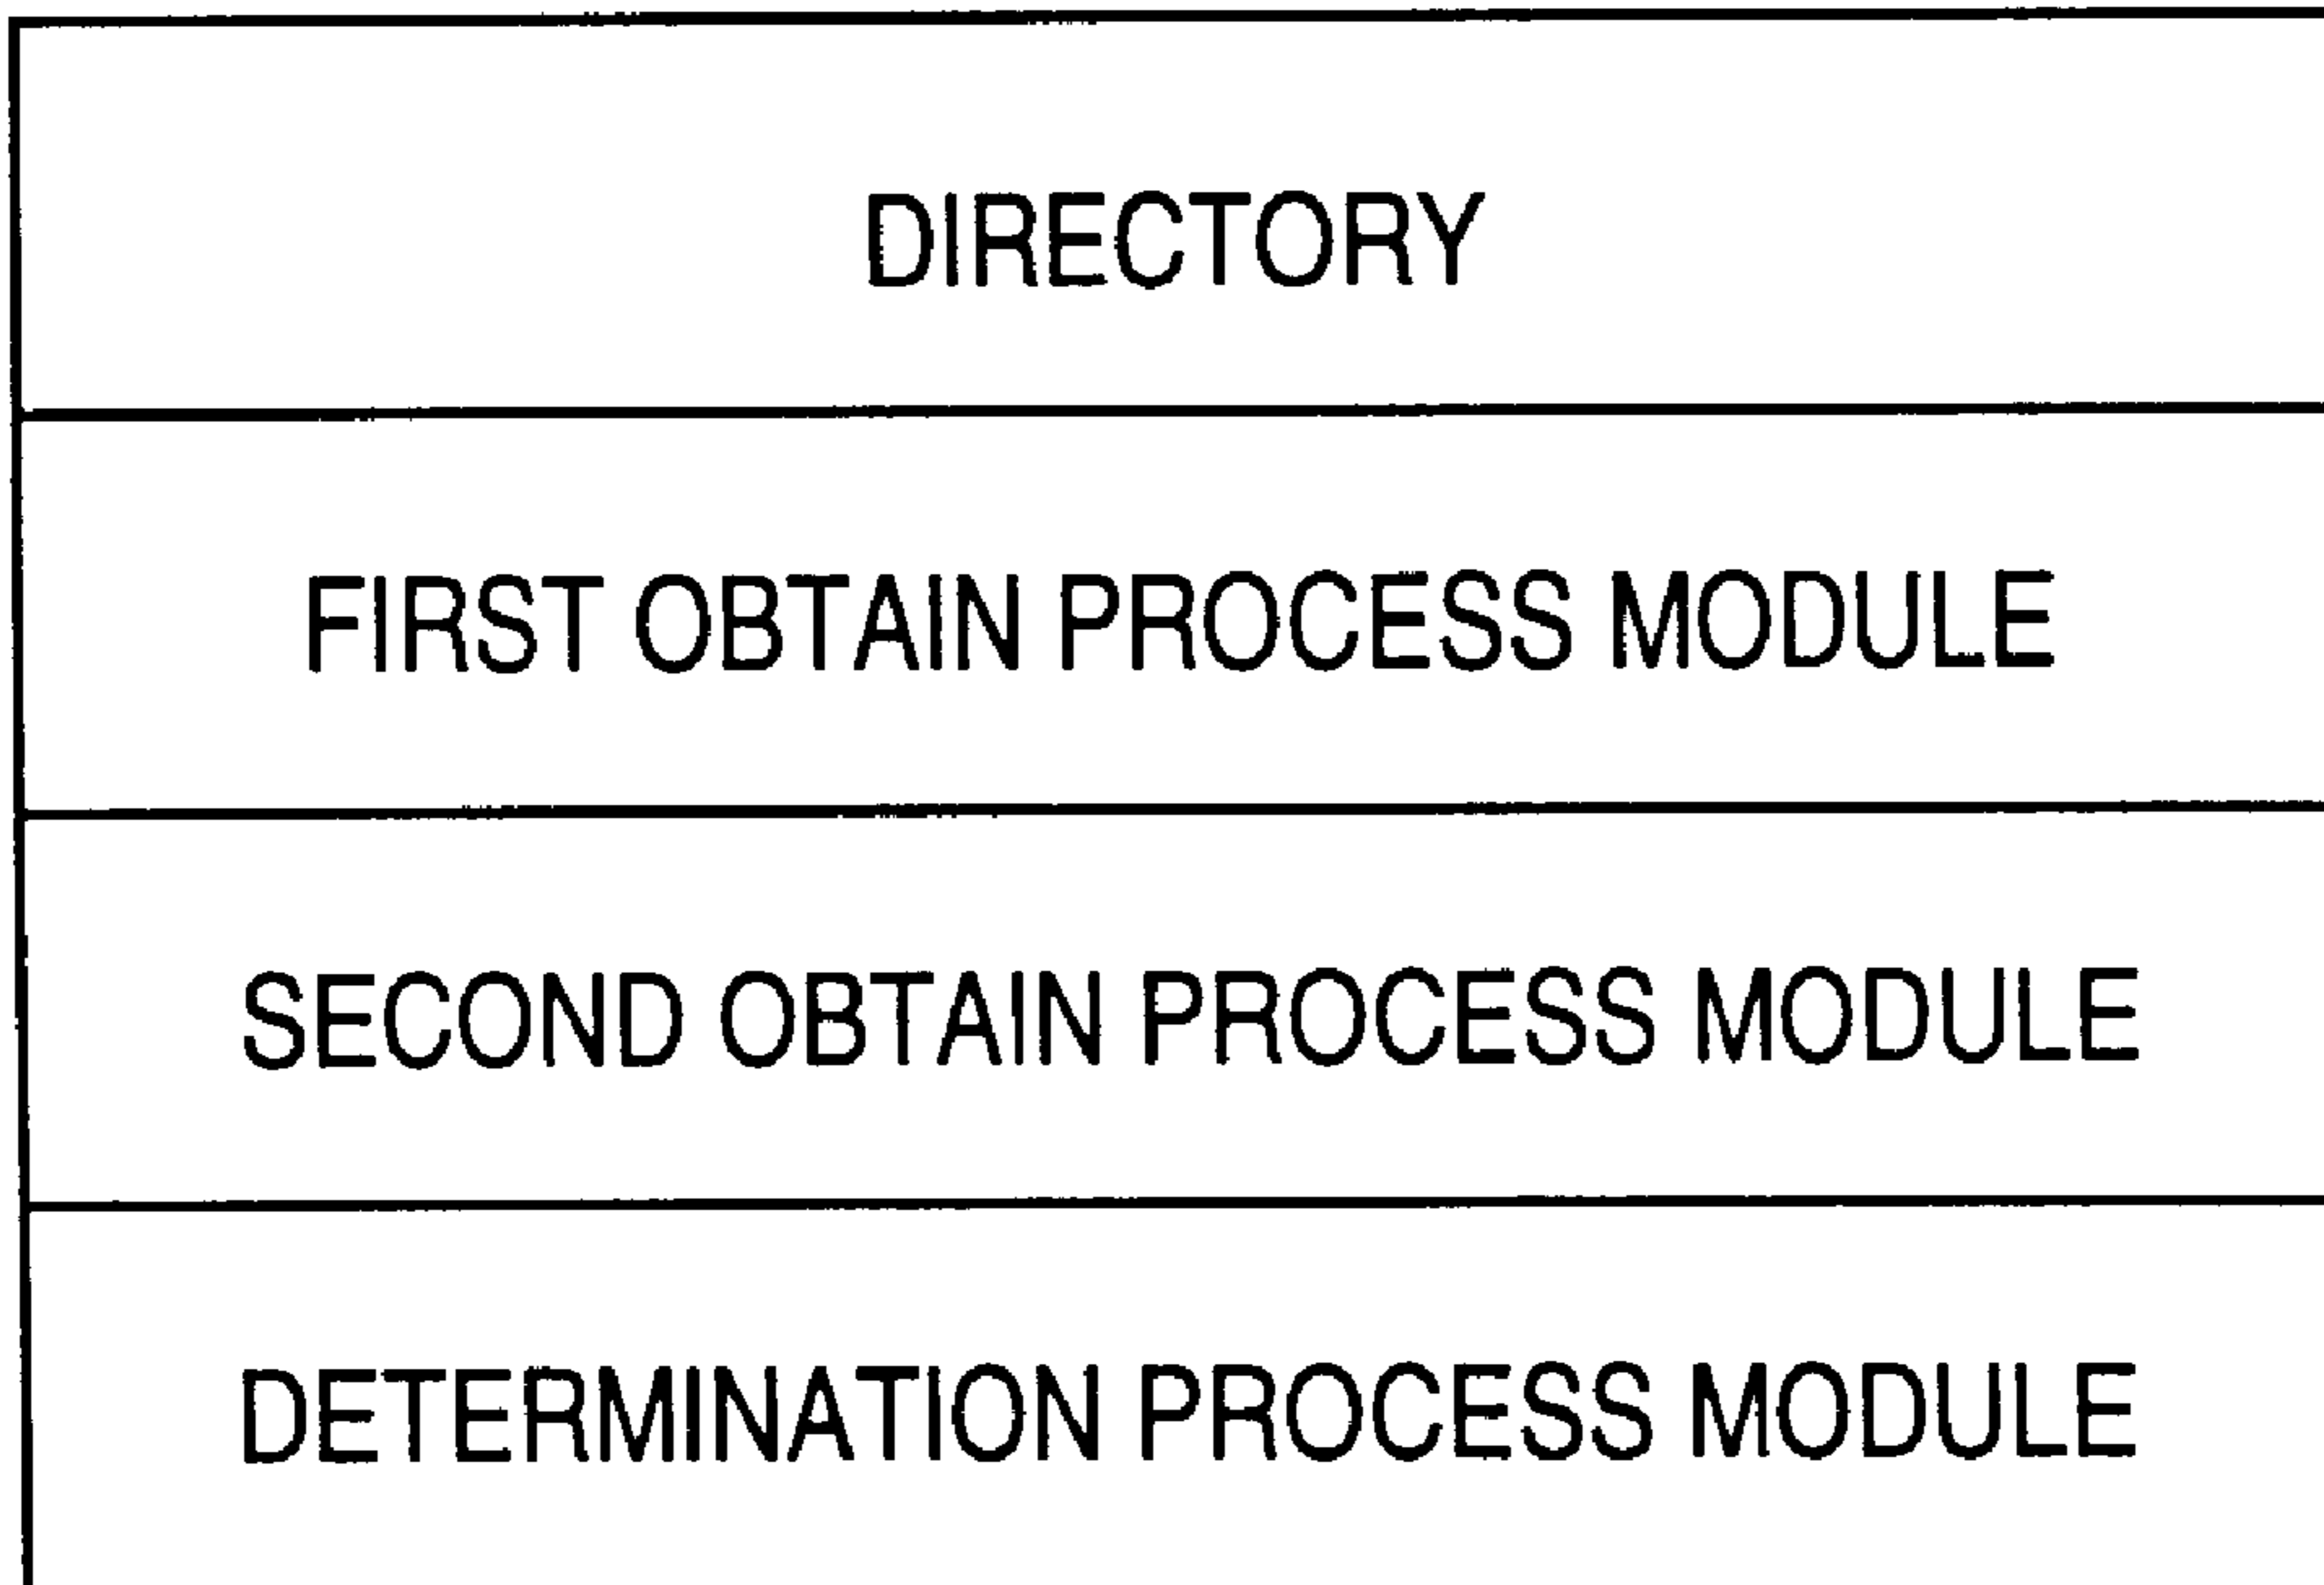 DIRECTORY
FIRST OBTAIN PROCESS MODULE
SECOND OBTAIN PROCESS MODULE
DETERMINATION PROCESS MODULE